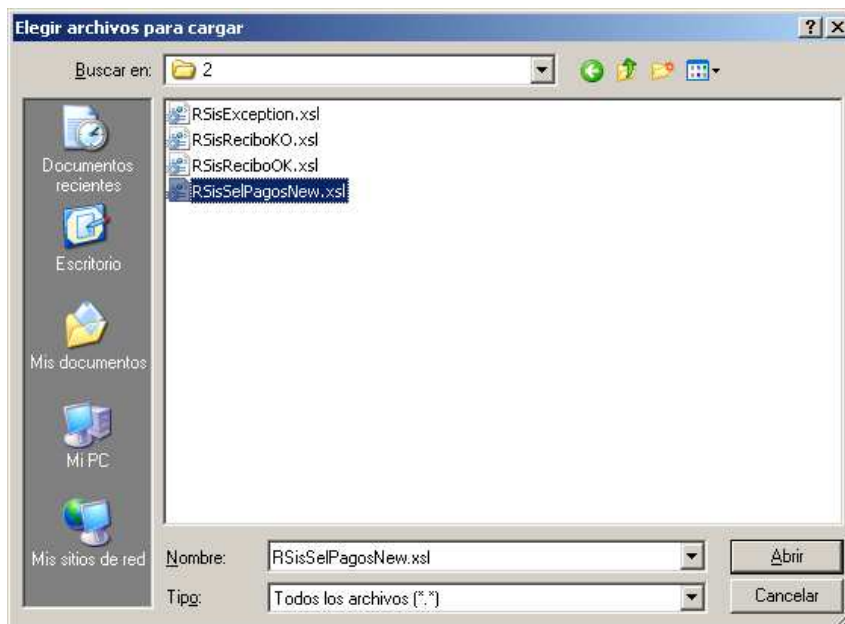 Elegir archivos para cargar
Buscar en:
2
Documentos
recientes
Escritorio
Mis documentos
Mi PC
Mis sitios de red
RSisException.xsl
RSisReciboKO.xsl
RSisReciboOK.xsl
RSisSelPagosNew.xsl
Nombre:
RSisSelPagosNew.xsl
Abrir
Tipo:
Todos los archivos (*.*)
Cancelar